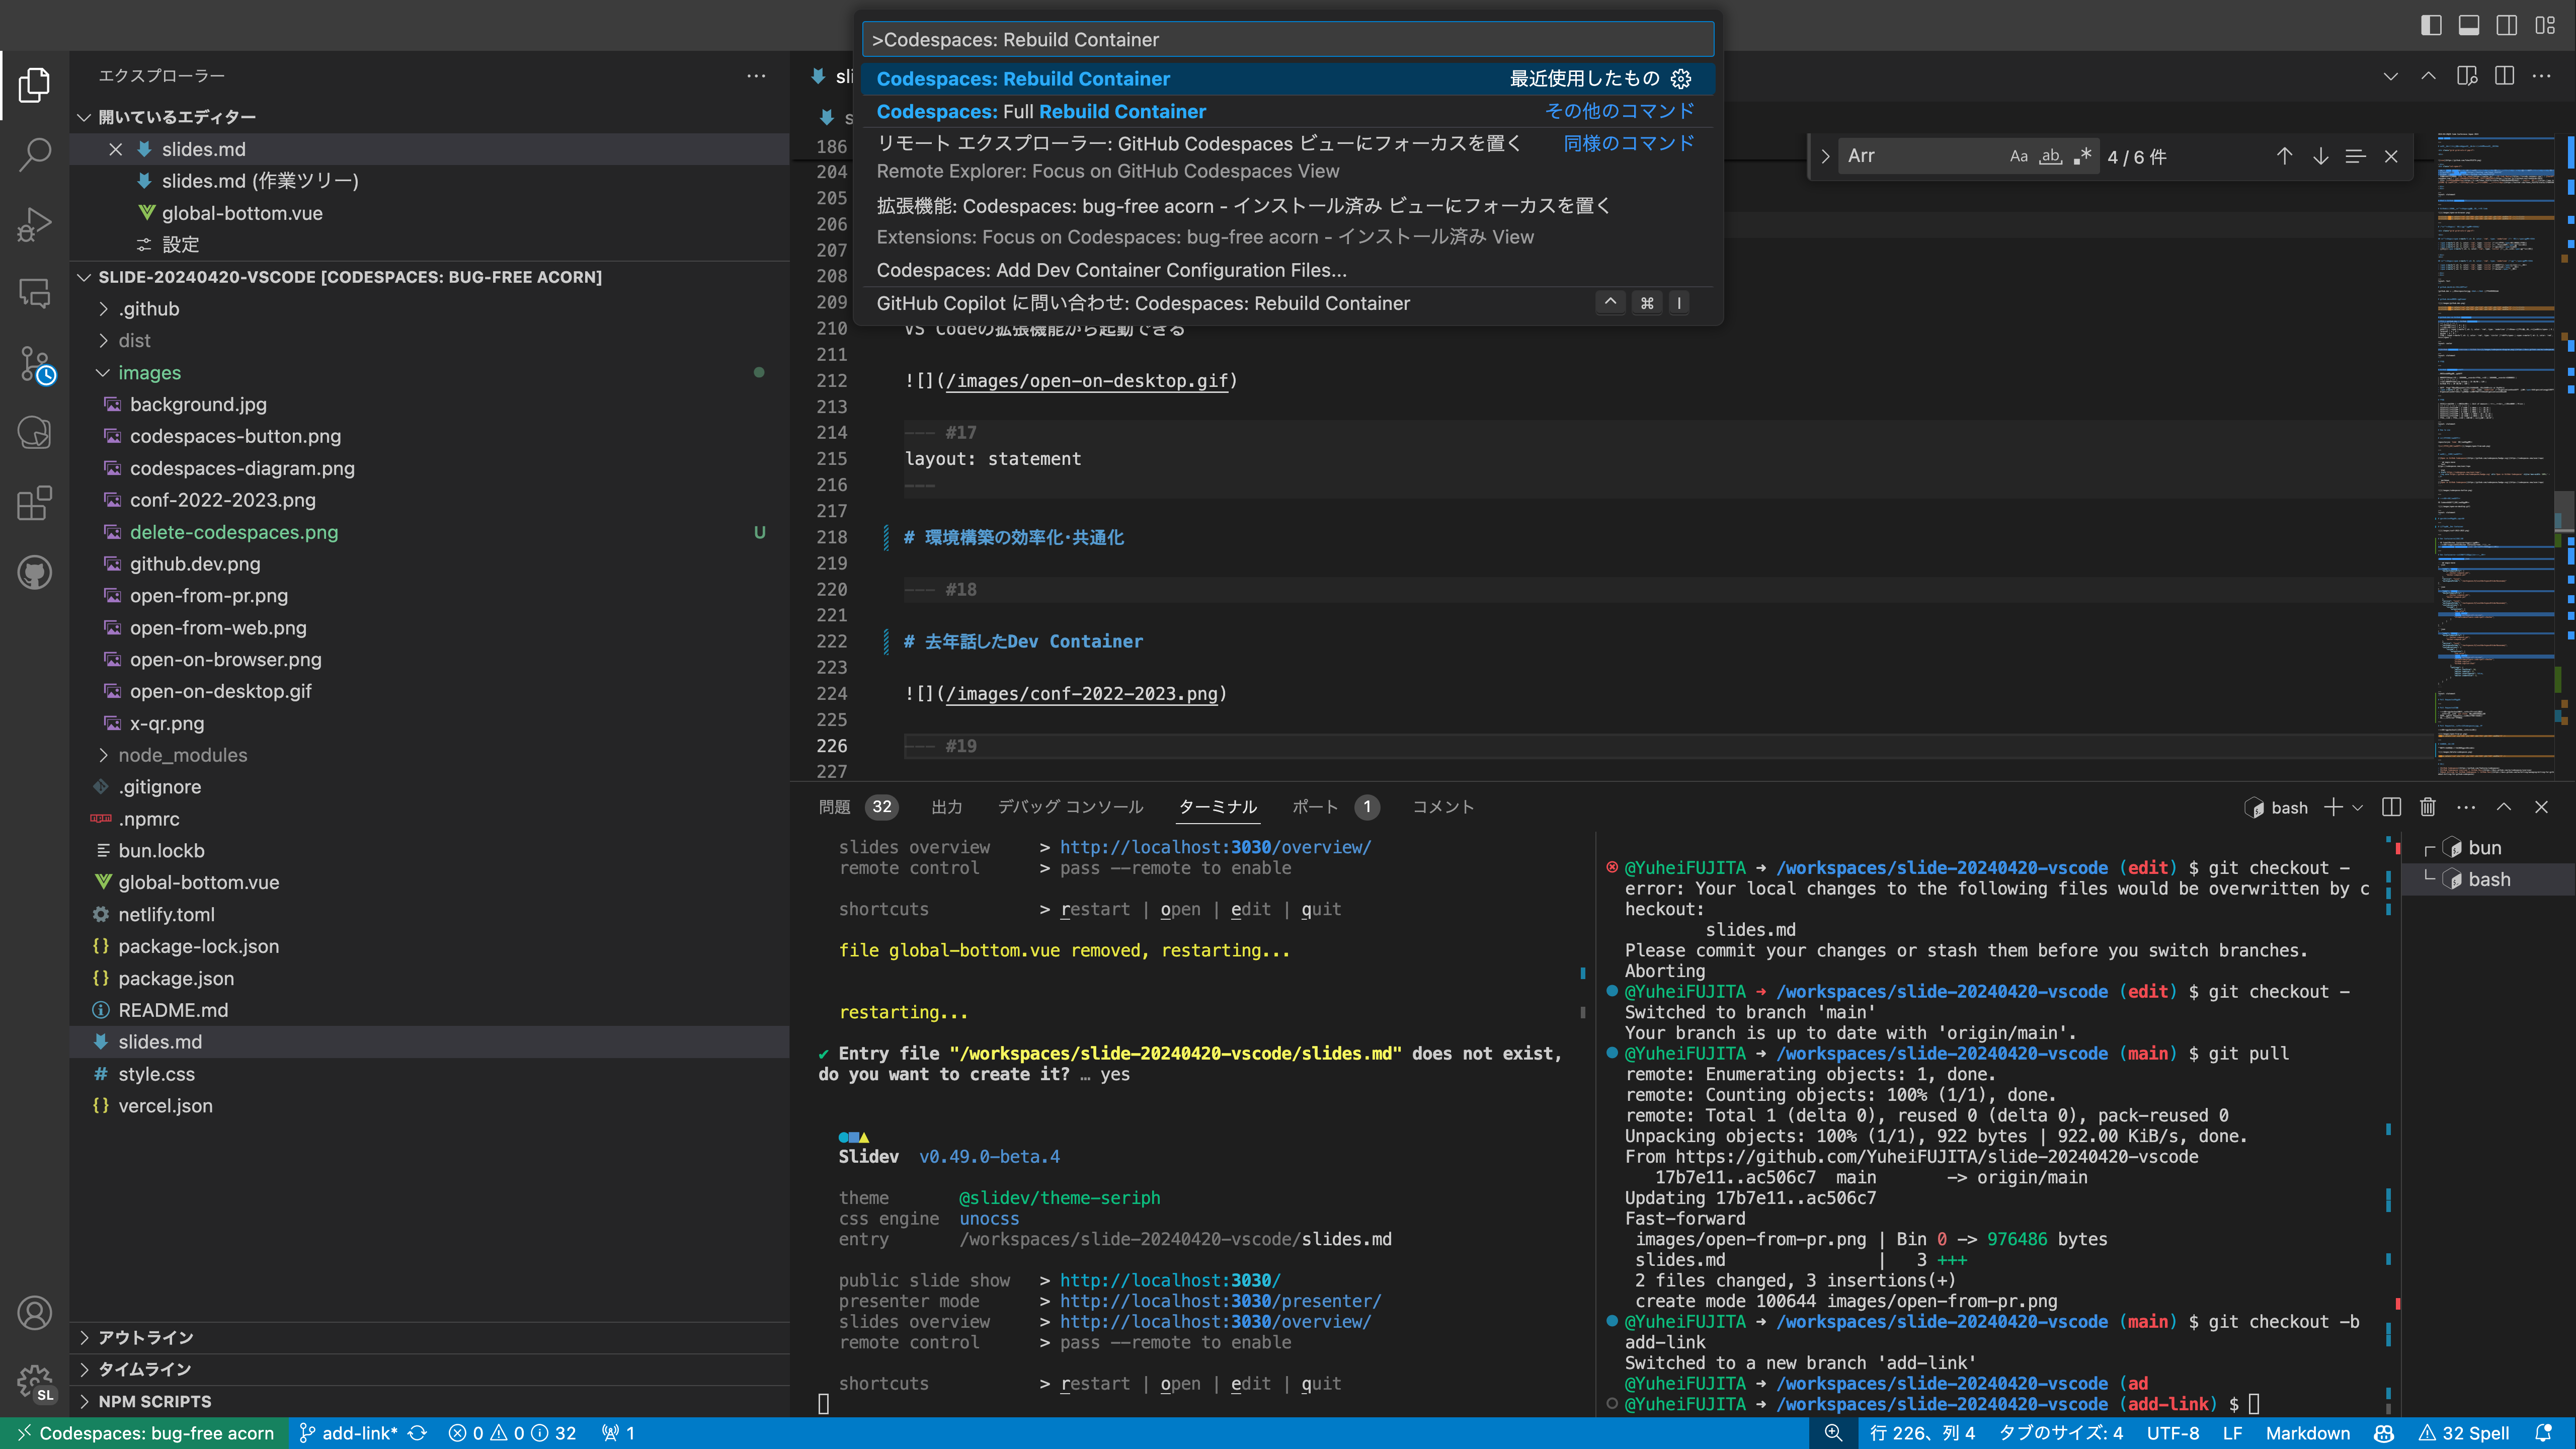 >Codespaces: Rebuild Container
Codespaces: Rebuild Container 最近使用したもの
Codespaces: Full Rebuild Container その他のコマンド
リモート エクスプローラー: GitHub Codespaces ビューにフォーカスを置く 同様のコマンド
Remote Explorer: Focus on GitHub Codespaces View
拡張機能: Codespaces: bug-free acorn - インストール済み ビューにフォーカスを置く
Extensions: Focus on Codespaces: bug-free acorn - インストール済み View
Codespaces: Add Dev Container Configuration Files...
GitHub Copilot に問い合わせ: Codespaces: Rebuild Container ^ ⌘ I
エクスプローラー
開いているエディター
slides.md
slides.md (作業ツリー)
global-bottom.vue
設定
SLIDE-20240420-VSCODE [CODESPACES: BUG-FREE ACORN]
.github
dist
images
background.jpg
codespaces-button.png
codespaces-diagram.png
conf-2022-2023.png
delete-codespaces.png U
github.dev.png
open-from-pr.png
open-from-web.png
open-on-browser.png
open-on-desktop.gif
x-qr.png
node_modules
.gitignore
.npmrc
bun.lockb
global-bottom.vue
netlify.toml
package-lock.json
package.json
README.md
slides.md
style.css
vercel.json
アウトライン
タイムライン
NPM SCRIPTS
SL
sli
s
Arr Aa ab .* 4 / 6 件
186
204
205
206
207
208
209
210 VS Codeの拡張機能から起動できる
211
212 ![](/images/open-on-desktop.gif)
213
214 --- #17
215 layout: statement
216 ---
217
218 # 環境構築の効率化・共通化
219
220 --- #18
221
222 # 去年話したDev Container
223
224 ![](/images/conf-2022-2023.png)
225
226 --- #19
227
問題 32 出力 デバッグ コンソール ターミナル ポート 1 コメント bash
slides overview > http://localhost:3030/overview/
remote control > pass --remote to enable
shortcuts > restart | open | edit | quit
file global-bottom.vue removed, restarting...
restarting...
✔ Entry file "/workspaces/slide-20240420-vscode/slides.md" does not exist,
do you want to create it? … yes
Slidev v0.49.0-beta.4
theme @slidev/theme-seriph
css engine unocss
entry /workspaces/slide-20240420-vscode/slides.md
public slide show > http://localhost:3030/
presenter mode > http://localhost:3030/presenter/
slides overview > http://localhost:3030/overview/
remote control > pass --remote to enable
shortcuts > restart | open | edit | quit
@YuheiFUJITA ➜ /workspaces/slide-20240420-vscode (edit) $ git checkout -
error: Your local changes to the following files would be overwritten by c
heckout:
slides.md
Please commit your changes or stash them before you switch branches.
Aborting
@YuheiFUJITA ➜ /workspaces/slide-20240420-vscode (edit) $ git checkout -
Switched to branch 'main'
Your branch is up to date with 'origin/main'.
@YuheiFUJITA ➜ /workspaces/slide-20240420-vscode (main) $ git pull
remote: Enumerating objects: 1, done.
remote: Counting objects: 100% (1/1), done.
remote: Total 1 (delta 0), reused 0 (delta 0), pack-reused 0
Unpacking objects: 100% (1/1), 922 bytes | 922.00 KiB/s, done.
From https://github.com/YuheiFUJITA/slide-20240420-vscode
17b7e11..ac506c7 main -> origin/main
Updating 17b7e11..ac506c7
Fast-forward
images/open-from-pr.png | Bin 0 -> 976486 bytes
slides.md | 3 +++
2 files changed, 3 insertions(+)
create mode 100644 images/open-from-pr.png
@YuheiFUJITA ➜ /workspaces/slide-20240420-vscode (main) $ git checkout -b
add-link
Switched to a new branch 'add-link'
@YuheiFUJITA ➜ /workspaces/slide-20240420-vscode (ad
@YuheiFUJITA ➜ /workspaces/slide-20240420-vscode (add-link) $
bun
bash
Codespaces: bug-free acorn add-link* 0 0 32 1 行 226、列 4 タブのサイズ: 4 UTF-8 LF Markdown 32 Spell